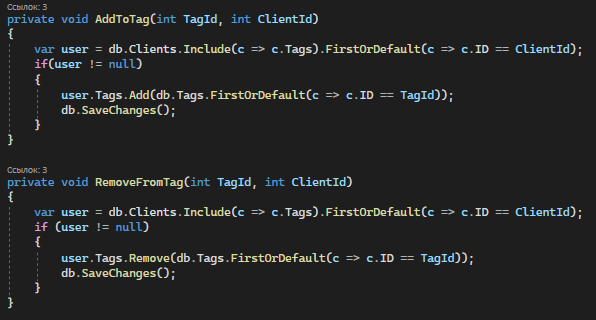 Ссылок: 3
private void AddToTag(int TagId, int ClientId)
{
var user = db.Clients.Include(c => c.Tags).FirstOrDefault(c => c.ID == ClientId);
if(user != null)
{
user.Tags.Add(db.Tags.FirstOrDefault(c => c.ID == TagId));
db.SaveChanges();
}
}
Ссылок: 3
private void RemoveFromTag(int TagId, int ClientId)
{
var user = db.Clients.Include(c => c.Tags).FirstOrDefault(c => c.ID == ClientId);
if (user != null)
{
user.Tags.Remove(db.Tags.FirstOrDefault(c => c.ID == TagId));
db.SaveChanges();
}
}